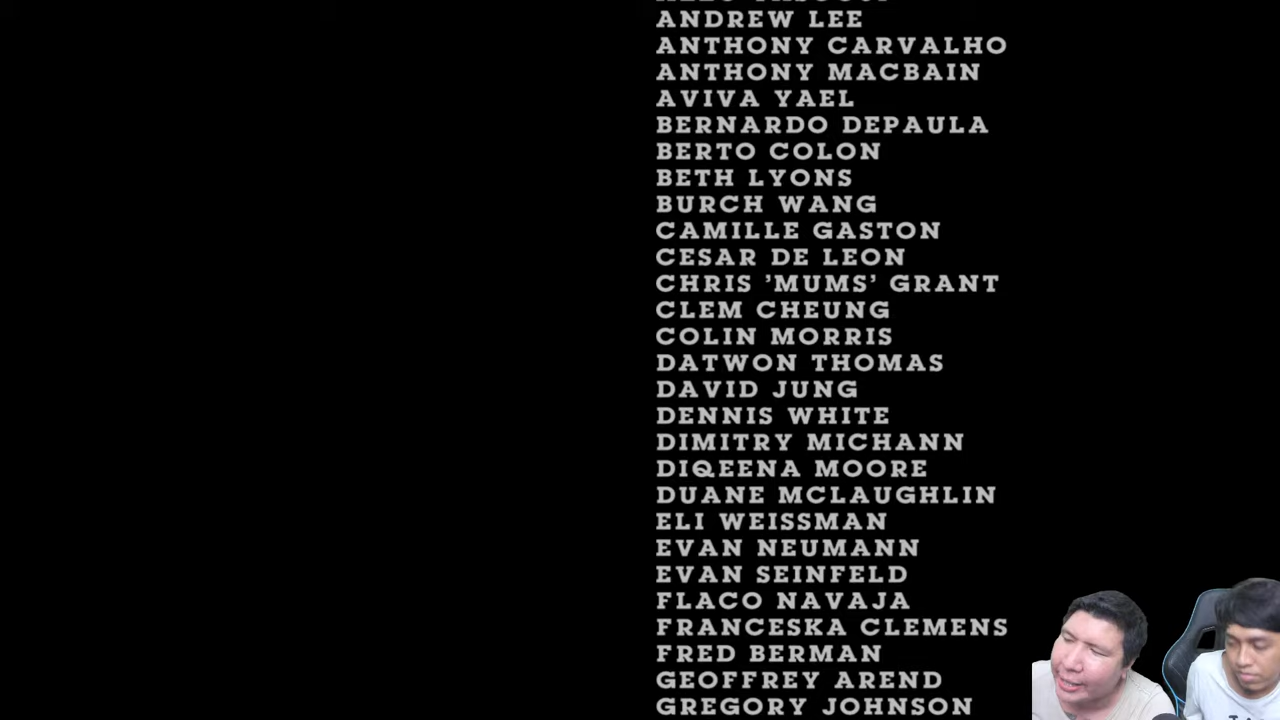 ANDREW LEE
ANTHONY CARVALHO
ANTHONY MACBAIN
AVIVA YAEL
BERNARDO DEPAULA
BERTO COLON
BETH LYONS
BURCH WANG
CAMILLE GASTON
CESAR DE LEON
CHRIS 'MUMS' GRANT
CLEM CHEUNG
COLIN MORRIS
DATWON THOMAS
DAVID JUNG
DENNIS WHITE
DIMITRY MICHANN
DIQEENA MOORE
DUANE MCLAUGHLIN
ELI WEISSMAN
EVAN NEUMANN
EVAN SEINFELD
FLACO NAVAJA
FRANCESKA CLEMENS
FRED BERMAN
GEOFFREY AREND
GREGORY JOHNSON